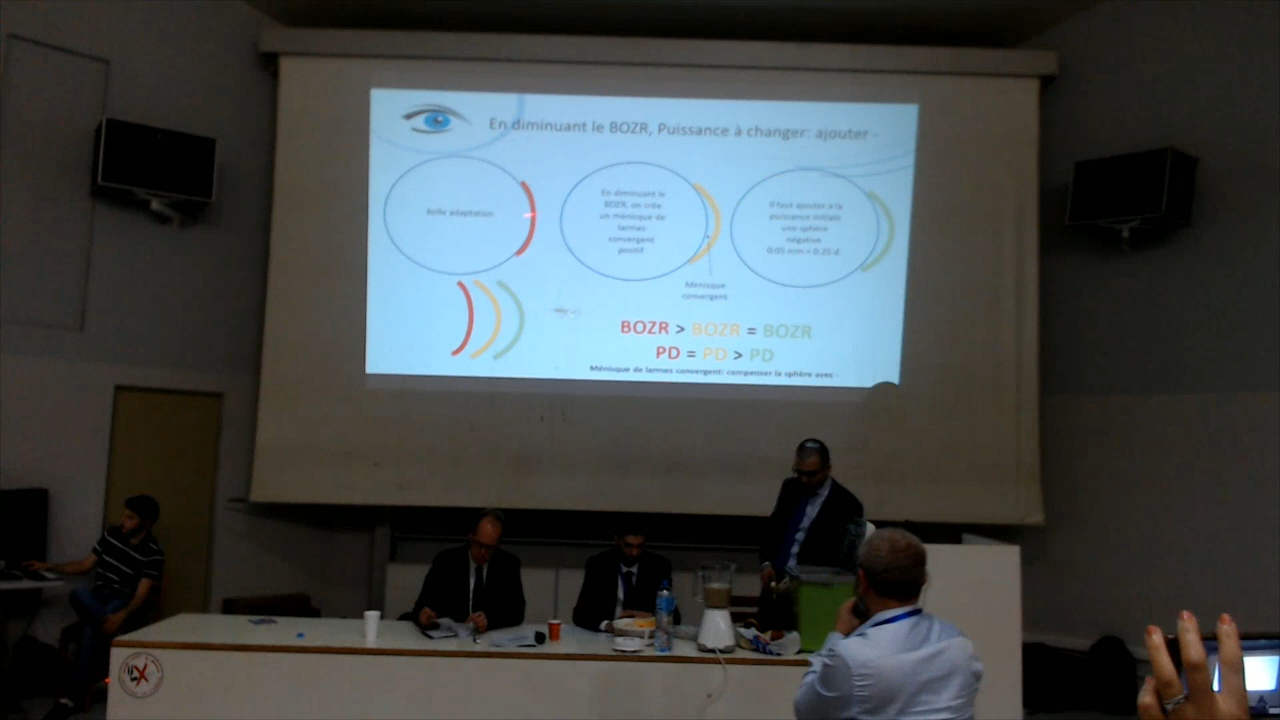 En diminuant le BOZR, Puissance à changer: ajouter -
Belle adaptation
En diminuant le
BOZR, on crée
un ménisque de
larmes
convergent
positif
Il faut ajouter à la
puissance initiale
une sphère
négative
0.05 mm = 0.25 d
Ménisque
convergent
BOZR > BOZR = BOZR
PD = PD > PD
Ménisque de larmes convergent: compenser la sphère avec -